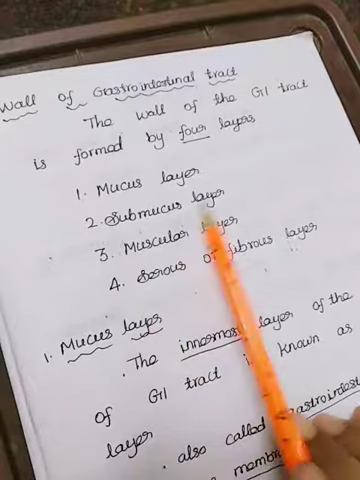 Wall of Gastrointestinal tract
The wall of the GI tract
is formed by four layers
1. Mucus layer
2. Submucus layer
3. Muscular layer
4. Serous or fibrous layer
1. Mucus layer
. The innermost layer of the
of GI tract is known as
layer
. also called
membr